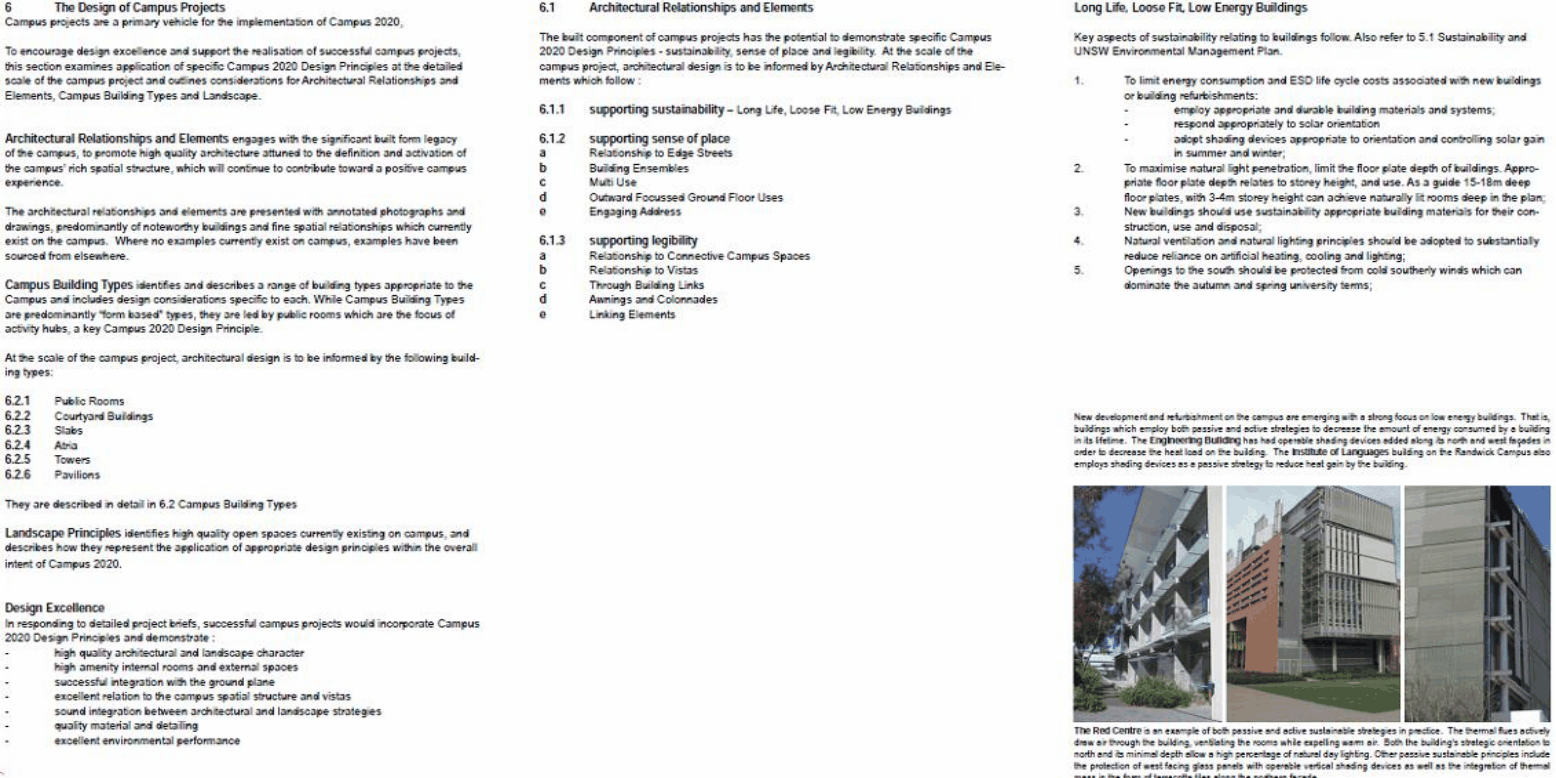 6 The Design of Campus Projects
Campus projects are a primary vehicle for the implementation of Campus 2020,
To encourage design excellence and support the realisation of successful campus projects,
this section examines application of specific Campus 2020 Design Principles at the detailed
scale of the campus project and outlines considerations for Architectural Relationships and
Elements, Campus Building Types and Landscape.
Architectural Relationships and Elements engages with the significant built form legacy
of the campus, to promote high quality architecture attuned to the definition and activation of
the campus' rich spatial structure, which will continue to contribute toward a positive campus
experience.
The architectural relationships and elements are presented with annotated photographs and
drawings, predominantly of noteworthy buildings and fine spatial relationships which currently
exist on the campus. Where no examples currently exist on campus, examples have been
sourced from elsewhere.
Campus Building Types identifies and describes a range of building types appropriate to the
Campus and includes design considerations specific to each. While Campus Building Types
are predominantly "form based" types, they are led by public rooms which are the focus of
activity hubs, a key Campus 2020 Design Principle.
At the scale of the campus project, architectural design is to be informed by the following build-
ing types:
6.2.1 Public Rooms
6.2.2 Courtyard Buildings
6.2.3 Slabs
6.2.4 Atria
6.2.5 Towers
6.2.6 Pavilions
They are described in detail in 6.2 Campus Building Types
Landscape Principles identifies high quality open spaces currently existing on campus, and
describes how they represent the application of appropriate design principles within the overall
intent of Campus 2020.
Design Excellence
In responding to detailed project briefs, successful campus projects would incorporate Campus
2020 Design Principles and demonstrate :
- high quality architectural and landscape character
- high amenity internal rooms and external spaces
- successful integration with the ground plane
- excellent relation to the campus spatial structure and vistas
- sound integration between architectural and landscape strategies
- quality material and detailing
- excellent environmental performance
6.1 Architectural Relationships and Elements
The built component of campus projects has the potential to demonstrate specific Campus
2020 Design Principles - sustainability, sense of place and legibility. At the scale of the
campus project, architectural design is to be informed by Architectural Relationships and Ele-
ments which follow :
6.1.1 supporting sustainability – Long Life, Loose Fit, Low Energy Buildings
6.1.2 supporting sense of place
a Relationship to Edge Streets
b Building Ensembles
c Multi Use
d Outward Focussed Ground Floor Uses
e Engaging Address
6.1.3 supporting legibility
a Relationship to Connective Campus Spaces
b Relationship to Vistas
c Through Building Links
d Awnings and Colonnades
e Linking Elements
Long Life, Loose Fit, Low Energy Buildings
Key aspects of sustainability relating to buildings follow. Also refer to 5.1 Sustainability and
UNSW Environmental Management Plan.
1. To limit energy consumption and ESD life cycle costs associated with new buildings
or building refurbishments:
- employ appropriate and durable building materials and systems;
- respond appropriately to solar orientation
- adopt shading devices appropriate to orientation and controlling solar gain
in summer and winter;
2. To maximise natural light penetration, limit the floor plate depth of buildings. Appro-
priate floor plate depth relates to storey height, and use. As a guide 15-18m deep
floor plates, with 3-4m storey height can achieve naturally lit rooms deep in the plan;
3. New buildings should use sustainability appropriate building materials for their con-
struction, use and disposal;
4. Natural ventilation and natural lighting principles should be adopted to substantially
reduce reliance on artificial heating, cooling and lighting;
5. Openings to the south should be protected from cold southerly winds which can
dominate the autumn and spring university terms;
New development and refurbishment on the campus are emerging with a strong focus on low energy buildings. That is,
buildings which employ both passive and active strategies to decrease the amount of energy consumed by a building
in its lifetime. The Engineering Building has had operable shading devices added along its north and west façades in
order to decrease the heat load on the building. The Institute of Languages building on the Randwick Campus also
employs shading devices as a passive strategy to reduce heat gain by the building.
The Red Centre is an example of both passive and active sustainable strategies in practice. The thermal flues actively
draw air through the building, ventilating the rooms while expelling warm air. Both the building's strategic orientation to
north and its minimal depth allow a high percentage of natural day lighting. Other passive sustainable principles include
the protection of west facing glass panels with operable vertical shading devices as well as the integration of thermal
mass in the form of terracotta tiles along the northern facade.